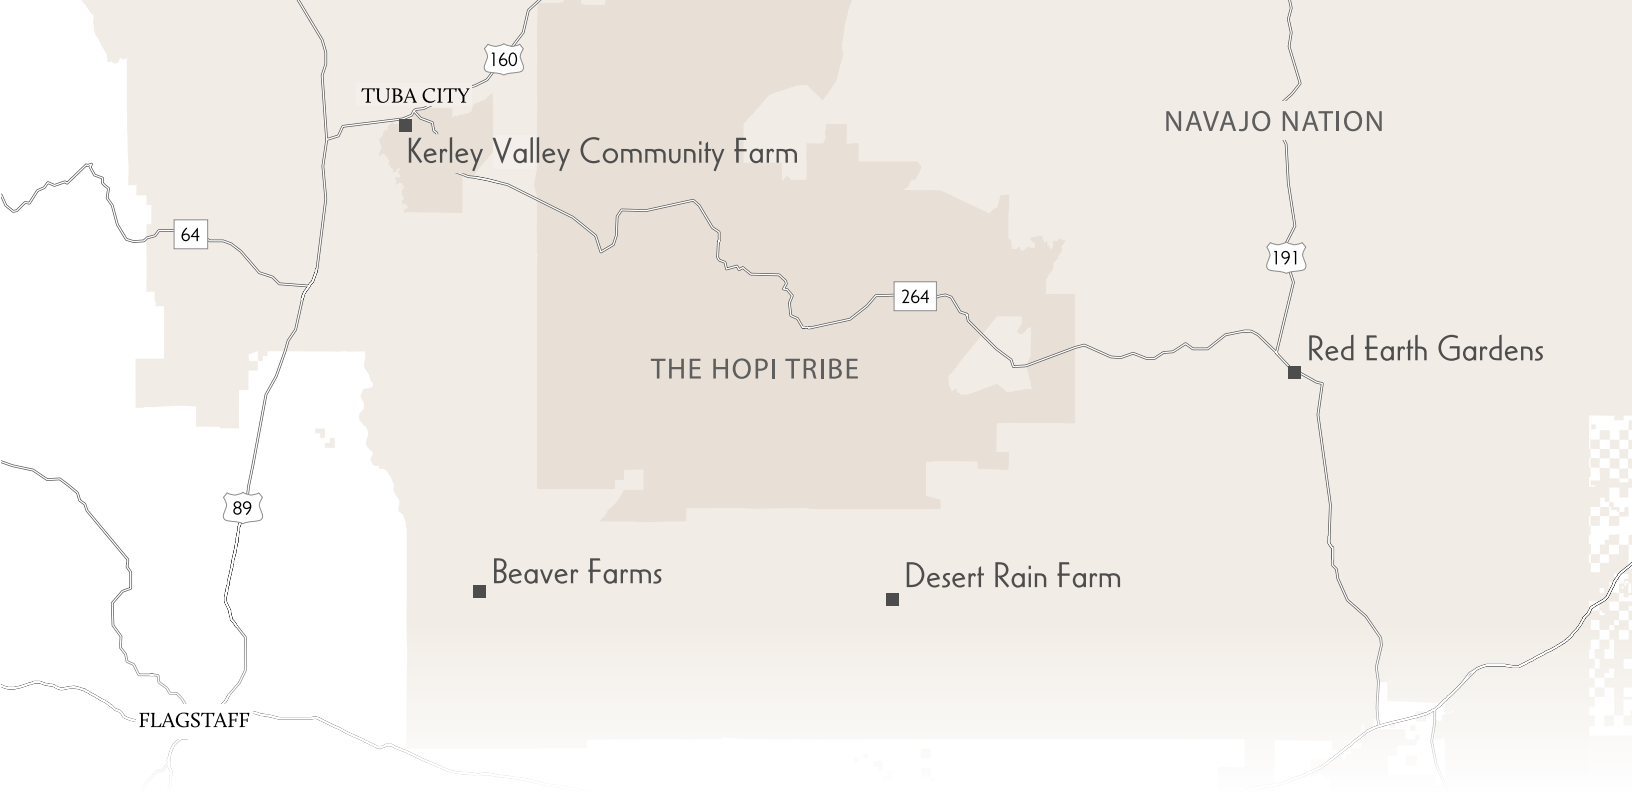 160
TUBA CITY
NAVAJO NATION
Kerley Valley Community Farm
64
191
264
Red Earth Gardens
THE HOPI TRIBE
89
Beaver Farms
Desert Rain Farm
FLAGSTAFF